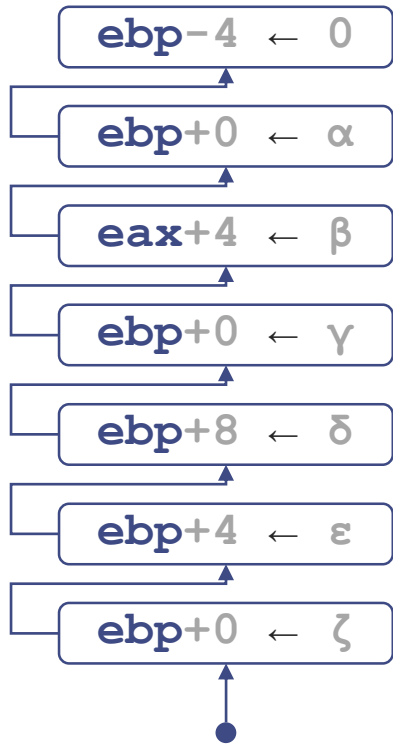 ebp-4 ← 0
ebp+0 ← α
eax+4 ← β
ebp+0 ← γ
ebp+8 ← δ
ebp+4 ← ε
ebp+0 ← ζ